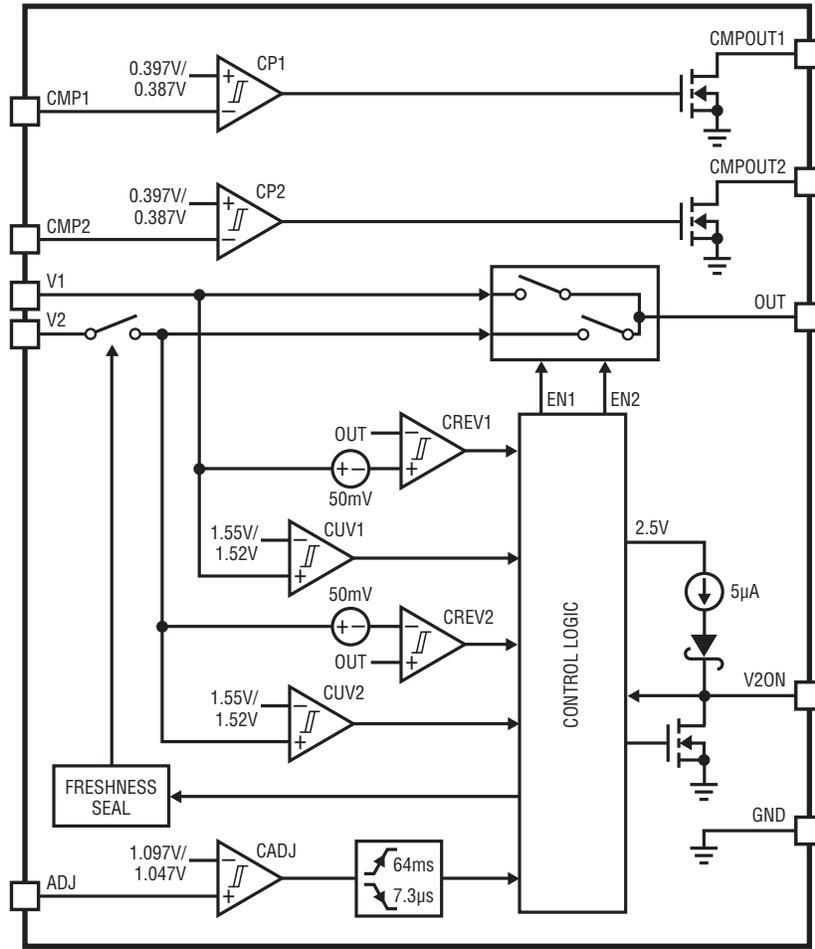 CMPOUT1
CP1
0.397V/
0.387V
+
−
CMP1
CMPOUT2
CP2
0.397V/
0.387V
+
−
CMP2
V1
V2
OUT
EN1
EN2
CREV1
OUT
−
+
+ −
50mV
1.55V/
1.52V
CUV1
−
+
2.5V
5µA
50mV
+ −
CREV2
−
+
OUT
CONTROL LOGIC
V2ON
1.55V/
1.52V
CUV2
−
+
FRESHNESS
SEAL
GND
1.097V/
1.047V
CADJ
−
+
64ms
7.3µs
ADJ